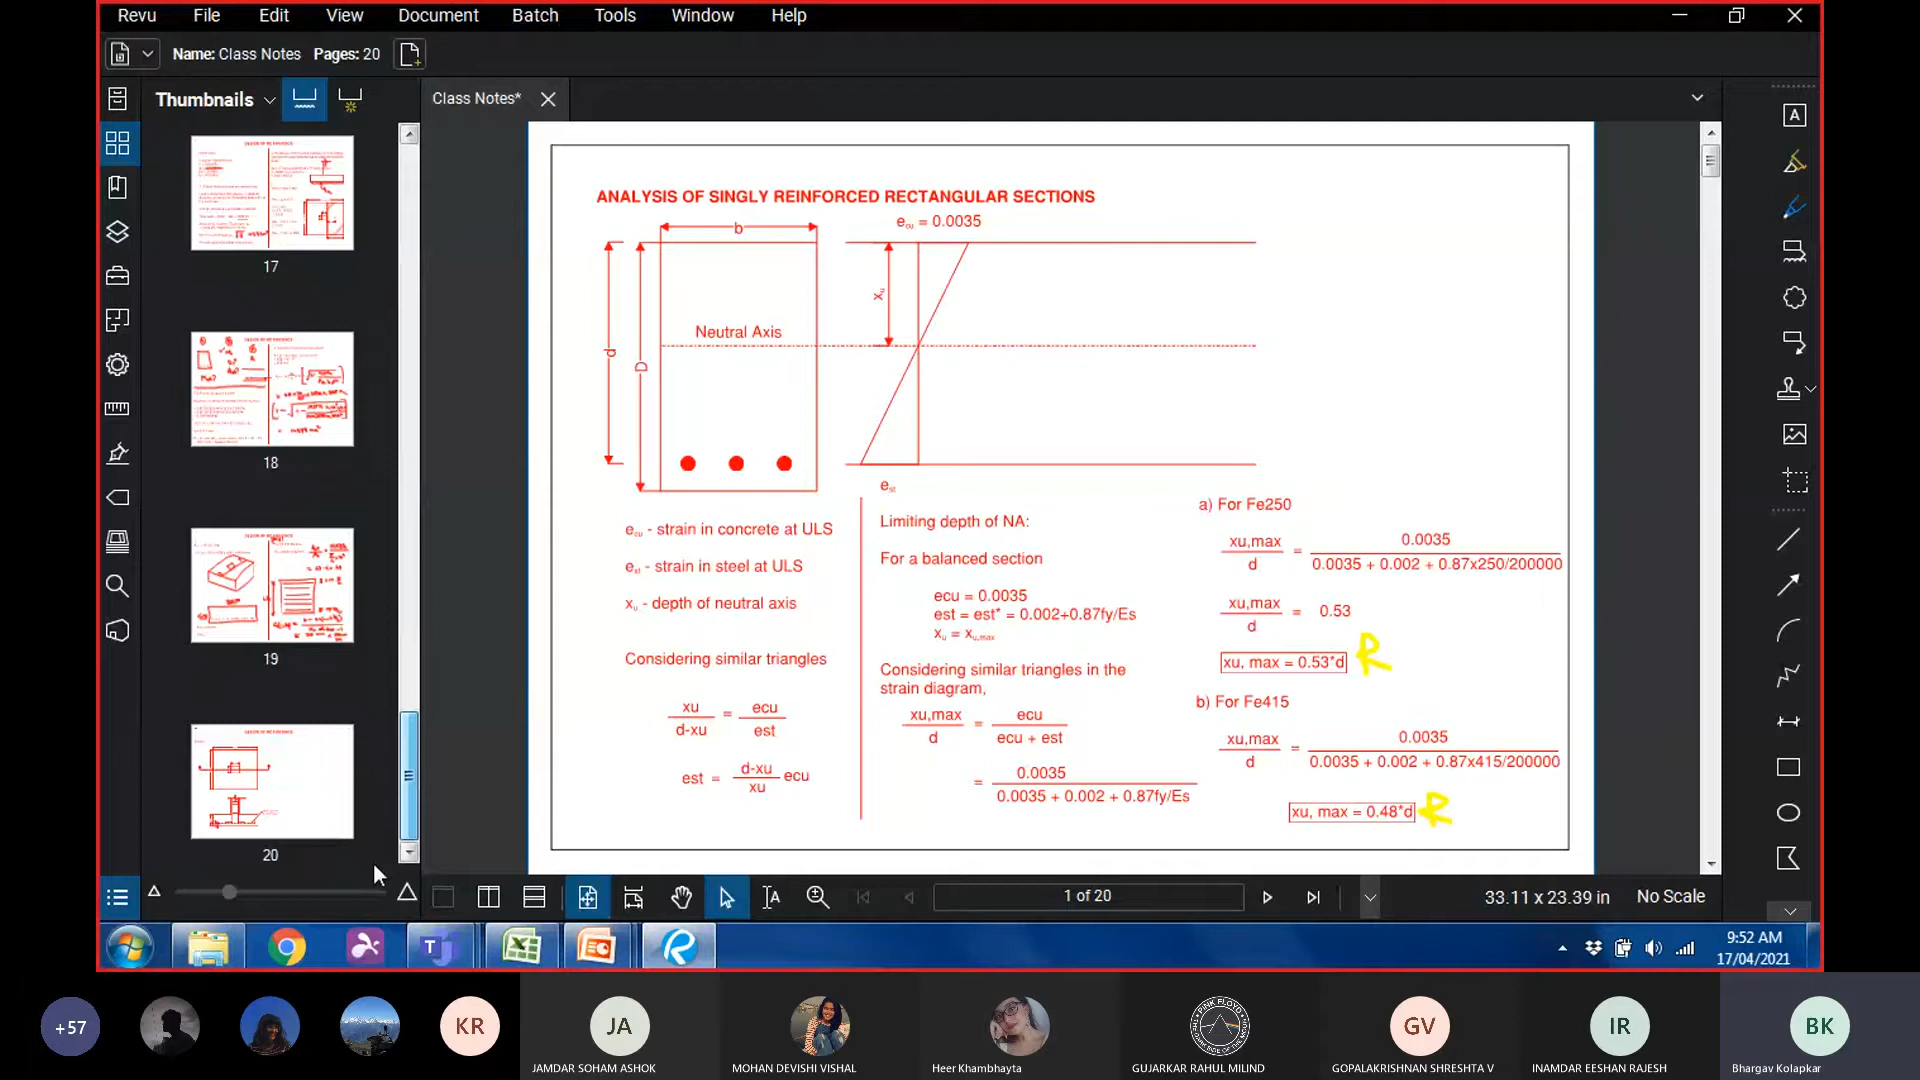 Revu File Edit View Document Batch Tools Window Help
Name: Class Notes Pages: 20
Thumbnails
Class Notes*
17
18
19
20
ANALYSIS OF SINGLY REINFORCED RECTANGULAR SECTIONS
b
ecu = 0.0035
xu
d
D
Neutral Axis
est
ecu - strain in concrete at ULS
est - strain in steel at ULS
xu - depth of neutral axis
Considering similar triangles
xu = ecu
d-xu est
est = d-xu ecu
xu
Limiting depth of NA:
For a balanced section
ecu = 0.0035
est = est* = 0.002+0.87fy/Es
xu = xu,max
Considering similar triangles in the
strain diagram,
xu,max = ecu
d ecu + est
= 0.0035
0.0035 + 0.002 + 0.87fy/Es
a) For Fe250
xu,max = 0.0035
d 0.0035 + 0.002 + 0.87x250/200000
xu,max = 0.53
d
xu, max = 0.53*d R
b) For Fe415
xu,max = 0.0035
d 0.0035 + 0.002 + 0.87x415/200000
xu, max = 0.48*d R
1 of 20
33.11 x 23.39 in No Scale
9:52 AM
17/04/2021
+57
KR
JA
GV
IR
BK
PINK FLOYD
JAMDAR SOHAM ASHOK
MOHAN DEVISHI VISHAL
Heer Khambhayta
GUJARKAR RAHUL MILIND
GOPALAKRISHNAN SHRESHTA V
INAMDAR EESHAN RAJESH
Bhargav Kolapkar